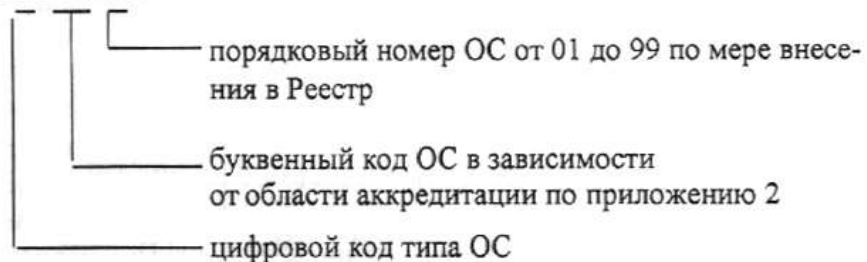 порядковый номер ОС от 01 до 99 по мере внесе-
ния в Реестр
буквенный код ОС в зависимости
от области аккредитации по приложению 2
цифровой код типа ОС